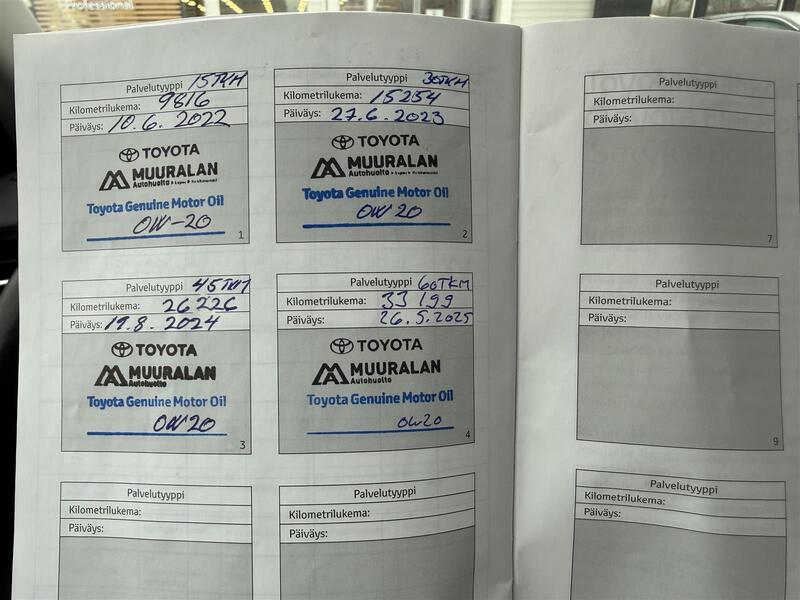 Professional
Palvelutyyppi 15TKM
Kilometrilukema: 9816
Päiväys: 10.6.2022
TOYOTA
MUURALAN
Autohuolto
Toyota Genuine Motor Oil
0W-20
1
Palvelutyyppi 30TKM
Kilometrilukema: 15254
Päiväys: 27.6.2023
TOYOTA
MUURALAN
Autohuolto
Toyota Genuine Motor Oil
0W20
2
Palvelutyyppi 45TKM
Kilometrilukema: 26226
Päiväys: 19.8.2024
TOYOTA
MUURALAN
Autohuolto
Toyota Genuine Motor Oil
0W20
3
Palvelutyyppi 60TKM
Kilometrilukema: 33199
Päiväys: 26.5.2025
TOYOTA
MUURALAN
Autohuolto
Toyota Genuine Motor Oil
0W20
4
Palvelutyyppi
Kilometrilukema:
Päiväys:
Palvelutyyppi
Kilometrilukema:
Päiväys:
Palvelutyyppi
Kilometrilukema:
Päiväys:
7
Palvelutyyppi
Kilometrilukema:
Päiväys:
9
Palvelutyyppi
Kilometrilukema:
Päiväys: